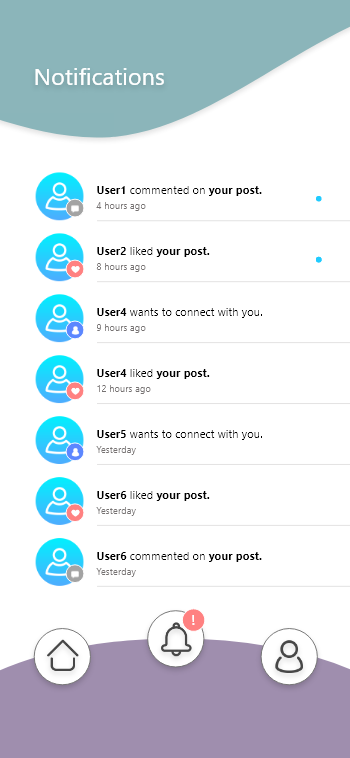 Notifications
User1 commented on your post.
4 hours ago
User2 liked your post.
8 hours ago
User4 wants to connect with you.
9 hours ago
User4 liked your post.
12 hours ago
User5 wants to connect with you.
Yesterday
User6 liked your post.
Yesterday
User6 commented on your post.
Yesterday
!